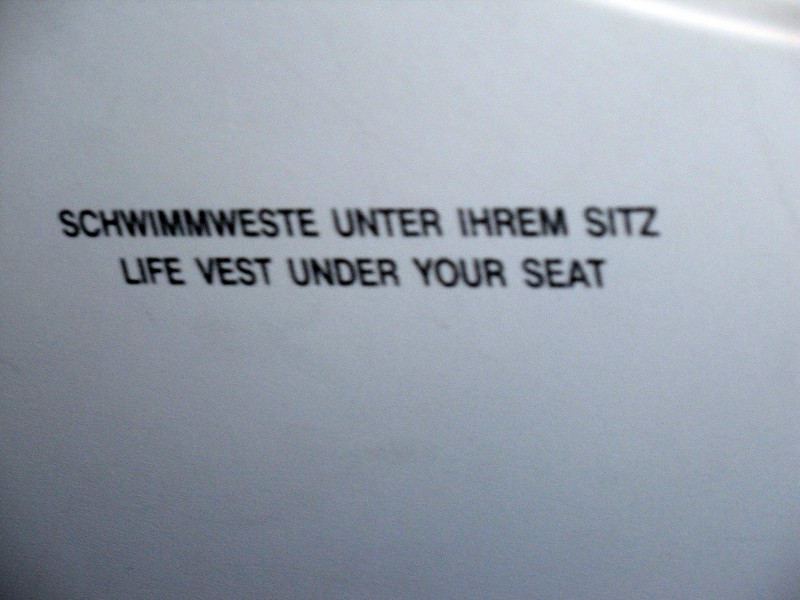 SCHWIMMWESTE UNTER IHREM SITZ
LIFE VEST UNDER YOUR SEAT